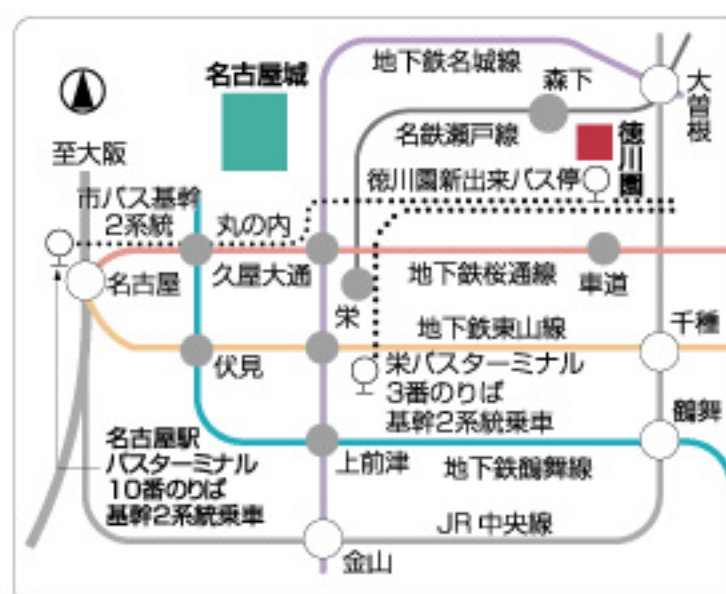 地下鉄名城線
名古屋城
森下
大曽根
名鉄瀬戸線
徳川園
至大阪
徳川園新出来バス停
市バス基幹
2系統
丸の内
久屋大通
名古屋
地下鉄桜通線
車道
栄
地下鉄東山線
千種
伏見
栄バスターミナル
3番のりば
基幹2系統乗車
鶴舞
名古屋駅
バスターミナル
10番のりば
基幹2系統乗車
上前津
地下鉄鶴舞線
JR中央線
金山